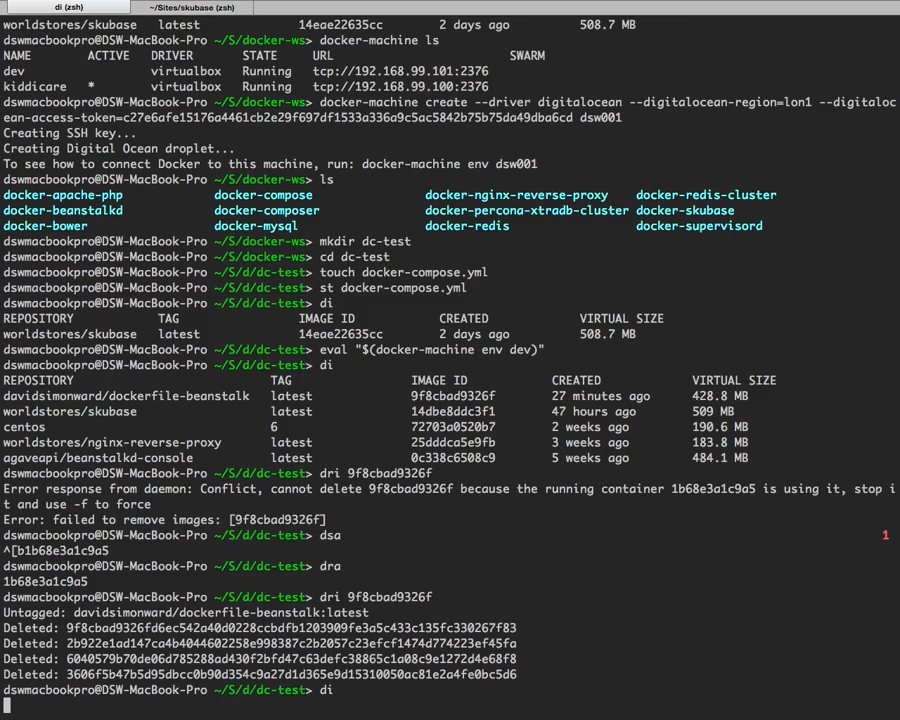 di (zsh)
~/Sites/skubase (zsh)
worldstores/skubase latest 14eae22635cc 2 days ago 508.7 MB
dswmacbookpro@DSW-MacBook-Pro ~/S/docker-ws> docker-machine ls
NAME ACTIVE DRIVER STATE URL SWARM
dev virtualbox Running tcp://192.168.99.101:2376
kiddicare * virtualbox Running tcp://192.168.99.100:2376
dswmacbookpro@DSW-MacBook-Pro ~/S/docker-ws> docker-machine create --driver digitalocean --digitalocean-region=lon1 --digitaloc
ean-access-token=c27e6afe15176a4461cb2e29f697df1533a336a9c5ac5842b75b75da49dba6cd dsw001
Creating SSH key...
Creating Digital Ocean droplet...
To see how to connect Docker to this machine, run: docker-machine env dsw001
dswmacbookpro@DSW-MacBook-Pro ~/S/docker-ws> ls
docker-apache-php docker-compose docker-nginx-reverse-proxy docker-redis-cluster
docker-beanstalkd docker-composer docker-percona-xtradb-cluster docker-skubase
docker-bower docker-mysql docker-redis docker-supervisord
dswmacbookpro@DSW-MacBook-Pro ~/S/docker-ws> mkdir dc-test
dswmacbookpro@DSW-MacBook-Pro ~/S/docker-ws> cd dc-test
dswmacbookpro@DSW-MacBook-Pro ~/S/d/dc-test> touch docker-compose.yml
dswmacbookpro@DSW-MacBook-Pro ~/S/d/dc-test> st docker-compose.yml
dswmacbookpro@DSW-MacBook-Pro ~/S/d/dc-test> di
REPOSITORY TAG IMAGE ID CREATED VIRTUAL SIZE
worldstores/skubase latest 14eae22635cc 2 days ago 508.7 MB
dswmacbookpro@DSW-MacBook-Pro ~/S/d/dc-test> eval "$(docker-machine env dev)"
dswmacbookpro@DSW-MacBook-Pro ~/S/d/dc-test> di
REPOSITORY TAG IMAGE ID CREATED VIRTUAL SIZE
davidsimonward/dockerfile-beanstalk latest 9f8cbad9326f 27 minutes ago 428.8 MB
worldstores/skubase latest 14dbe8ddc3f1 47 hours ago 509 MB
centos 6 72703a0520b7 2 weeks ago 190.6 MB
worldstores/nginx-reverse-proxy latest 25dddca5e9fb 3 weeks ago 183.8 MB
agaveapi/beanstalkd-console latest 0c338c6508c9 5 weeks ago 484.1 MB
dswmacbookpro@DSW-MacBook-Pro ~/S/d/dc-test> dri 9f8cbad9326f
Error response from daemon: Conflict, cannot delete 9f8cbad9326f because the running container 1b68e3a1c9a5 is using it, stop i
t and use -f to force
Error: failed to remove images: [9f8cbad9326f]
dswmacbookpro@DSW-MacBook-Pro ~/S/d/dc-test> dsa 1
^[b1b68e3a1c9a5
dswmacbookpro@DSW-MacBook-Pro ~/S/d/dc-test> dra
1b68e3a1c9a5
dswmacbookpro@DSW-MacBook-Pro ~/S/d/dc-test> dri 9f8cbad9326f
Untagged: davidsimonward/dockerfile-beanstalk:latest
Deleted: 9f8cbad9326fd6ec542a40d0228ccbdfb1203909fe3a5c433c135fc330267f83
Deleted: 2b922e1ad147ca4b4044602258e998387c2b2057c23efcf1474d774223ef45fa
Deleted: 6040579b70de06d785288ad430f2bfd47c63defc38865c1a08c9e1272d4e68f8
Deleted: 3606f5b47b5d95dbcc0b90d354c9a27d1d365e9d15310050ac81e2a4fe0bc5d6
dswmacbookpro@DSW-MacBook-Pro ~/S/d/dc-test> di